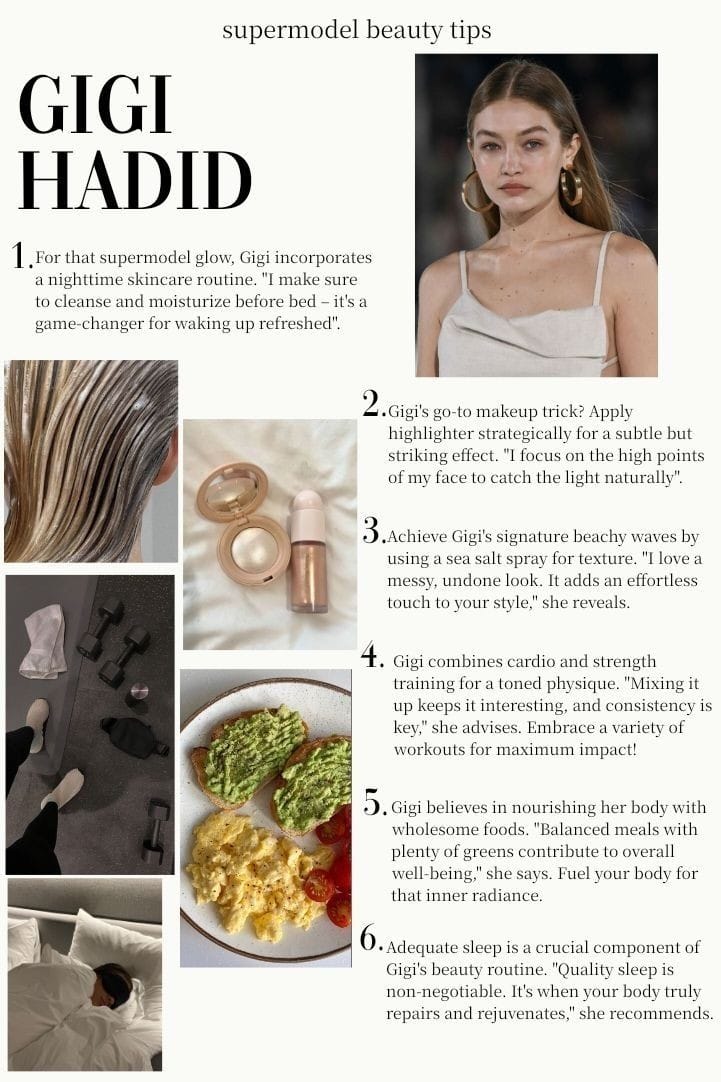 supermodel beauty tips
GIGI
HADID
1. For that supermodel glow, Gigi incorporates
a nighttime skincare routine. "I make sure
to cleanse and moisturize before bed – it's a
game-changer for waking up refreshed".
2. Gigi's go-to makeup trick? Apply
highlighter strategically for a subtle but
striking effect. "I focus on the high points
of my face to catch the light naturally".
3. Achieve Gigi's signature beachy waves by
using a sea salt spray for texture. "I love a
messy, undone look. It adds an effortless
touch to your style," she reveals.
4. Gigi combines cardio and strength
training for a toned physique. "Mixing it
up keeps it interesting, and consistency is
key," she advises. Embrace a variety of
workouts for maximum impact!
5. Gigi believes in nourishing her body with
wholesome foods. "Balanced meals with
plenty of greens contribute to overall
well-being," she says. Fuel your body for
that inner radiance.
6. Adequate sleep is a crucial component of
Gigi's beauty routine. "Quality sleep is
non-negotiable. It's when your body truly
repairs and rejuvenates," she recommends.